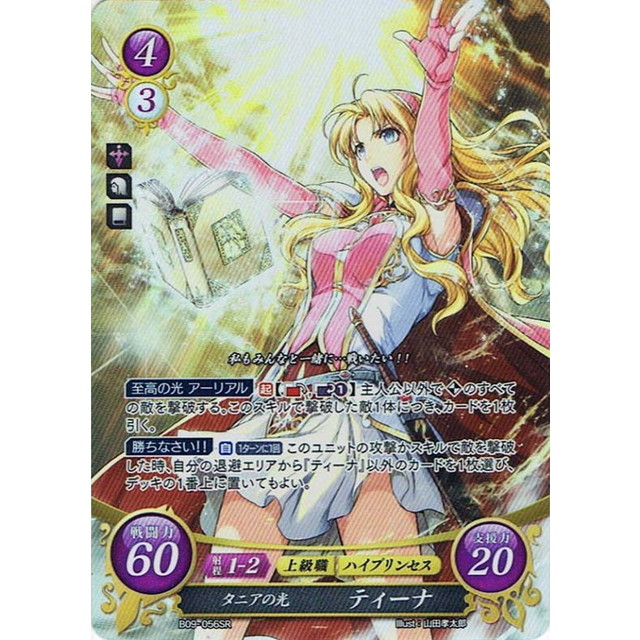 4
3
私もみんなと一緒に…戦いたい!!
至高の光 アーリアル 起【 , ❶】主人公以外で のすべて
の敵を撃破する。このスキルで撃破した敵1体につき、カードを1枚
引く。
勝ちなさい!! 自 1ターンに1回 このユニットの攻撃かスキルで敵を撃破
した時、自分の退避エリアから『ティーナ』以外のカードを1枚選び、
デッキの1番上に置いてもよい。
戦闘力
60
射程 1-2 上級職 ハイプリンセス
支援力
20
タニアの光 ティーナ
B09-056SR
Illust:山田孝太郎